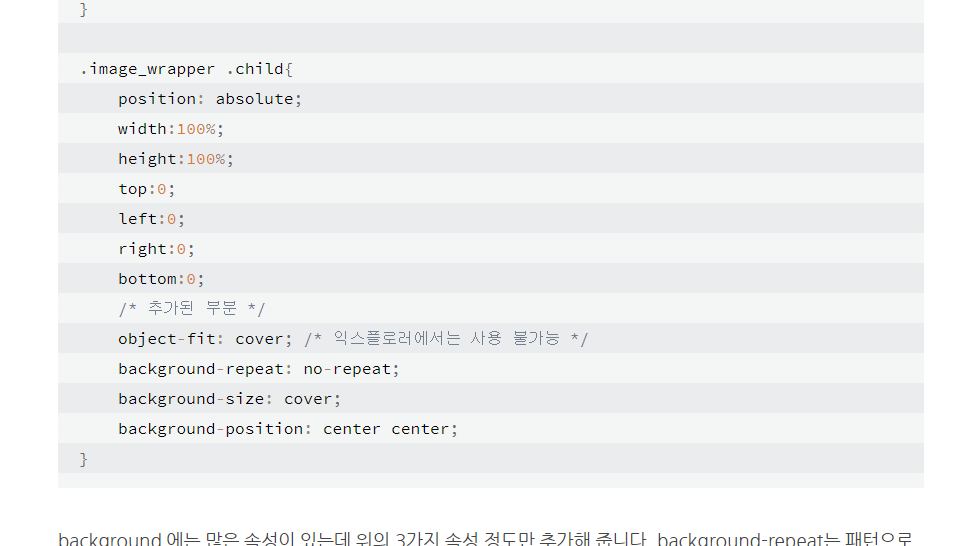 }
.image_wrapper .child{
position: absolute;
width:100%;
height:100%;
top:0;
left:0;
right:0;
bottom:0;
/* 추가된 부분 */
object-fit: cover; /* 익스플로러에서는 사용 불가능 */
background-repeat: no-repeat;
background-size: cover;
background-position: center center;
}
background 에는 많은 속성이 있는데 위의 3가지 속성 정도만 추가해 줍니다. background-repeat는 패턴으로